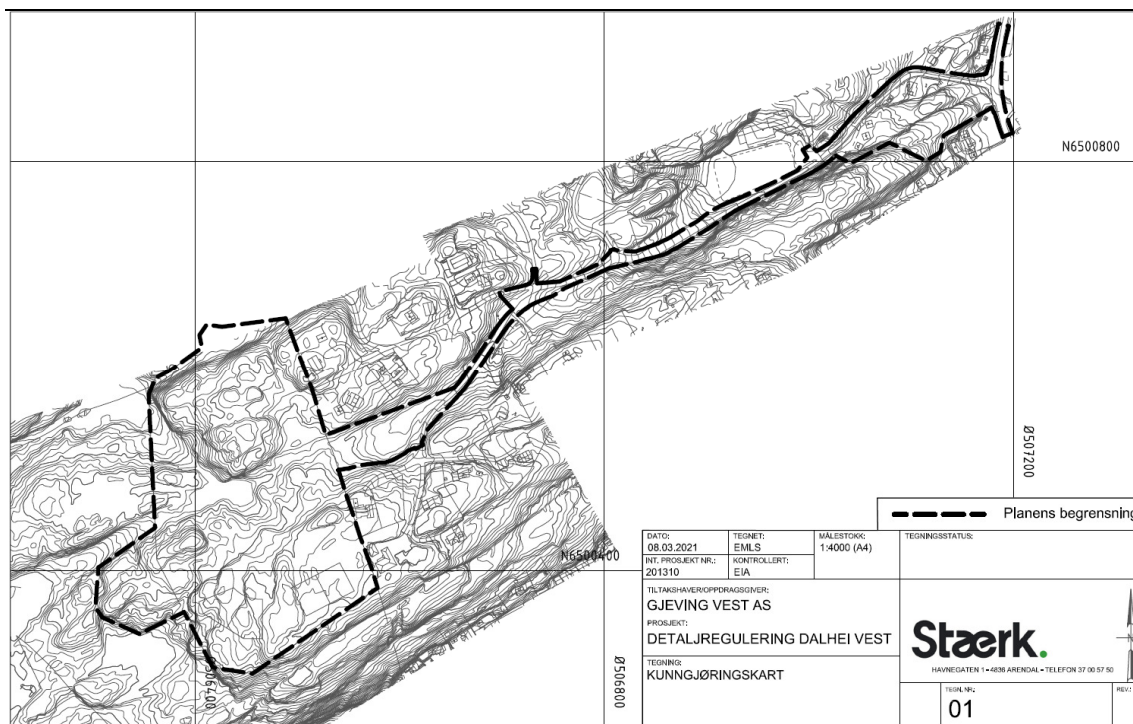 N6500800
Ø507200
Planens begrensning
N6500400
Ø506800
DATO:
08.03.2021
TEGNET:
EMLS
MÅLESTOKK:
1:4000 (A4)
TEGNINGSSTATUS:
INT. PROSJEKT NR.:
201310
KONTROLLERT:
EIA
TILTAKSHAVER/OPPDRAGSGIVER:
GJEVING VEST AS
PROSJEKT:
DETALJREGULERING DALHEI VEST
TEGNING:
KUNNGJØRINGSKART
Stærk.
HAVNEGATEN 1 - 4836 ARENDAL - TELEFON 37 00 57 50
N
TEGN. NR.:
01
REV.: